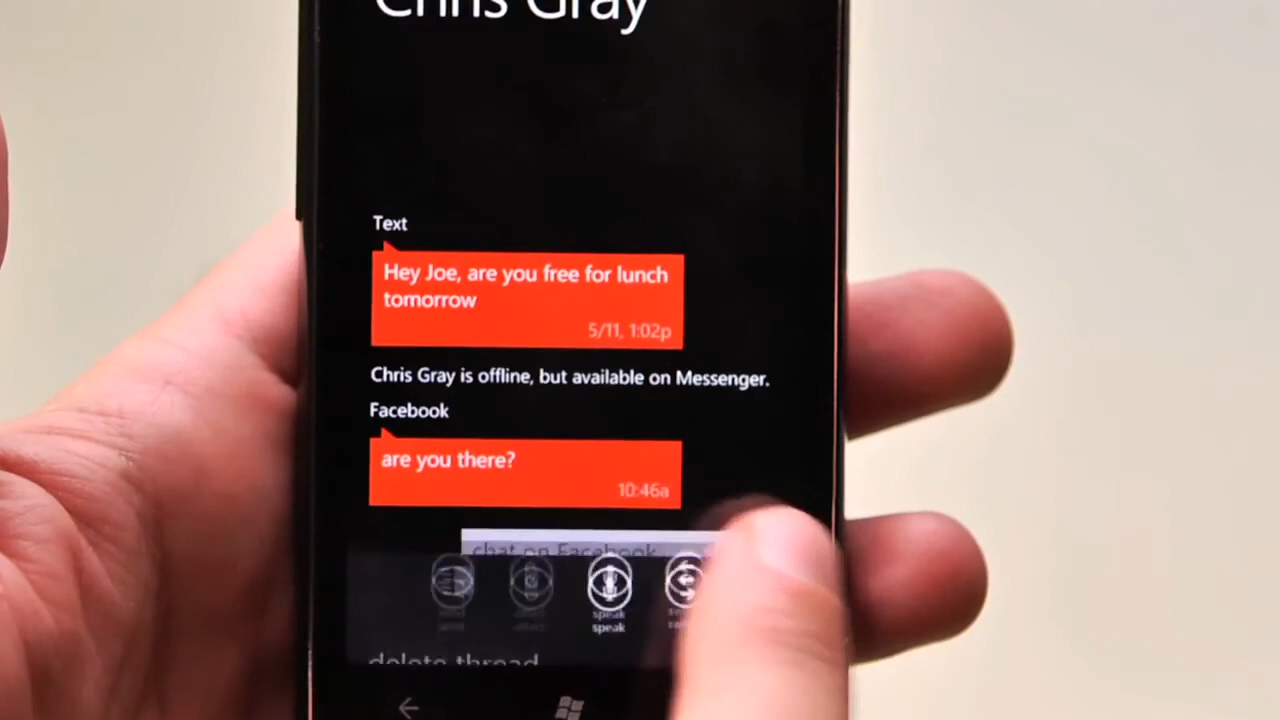 Chris Gray
Text
Hey Joe, are you free for lunch
tomorrow
5/11, 1:02p
Chris Gray is offline, but available on Messenger.
Facebook
are you there?
10:46a
chat on Facebook
speak
speak
delete thread